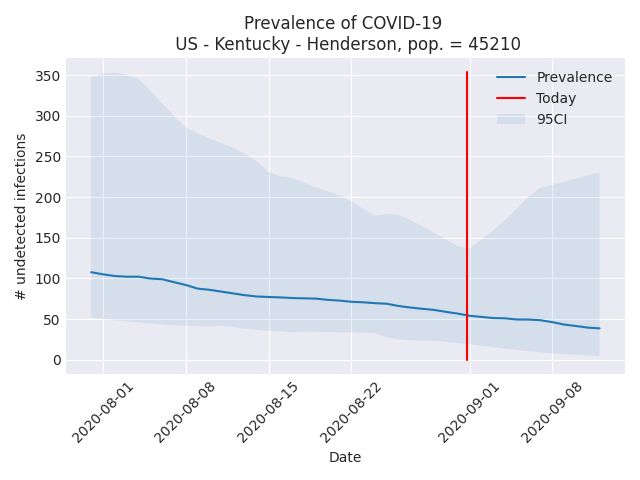 Prevalence of COVID-19
US - Kentucky - Henderson, pop. = 45210
Prevalence
Today
95CI
# undetected infections
350
300
250
200
150
100
50
0
2020-08-01
2020-08-08
2020-08-15
2020-08-22
2020-09-01
2020-09-08
Date